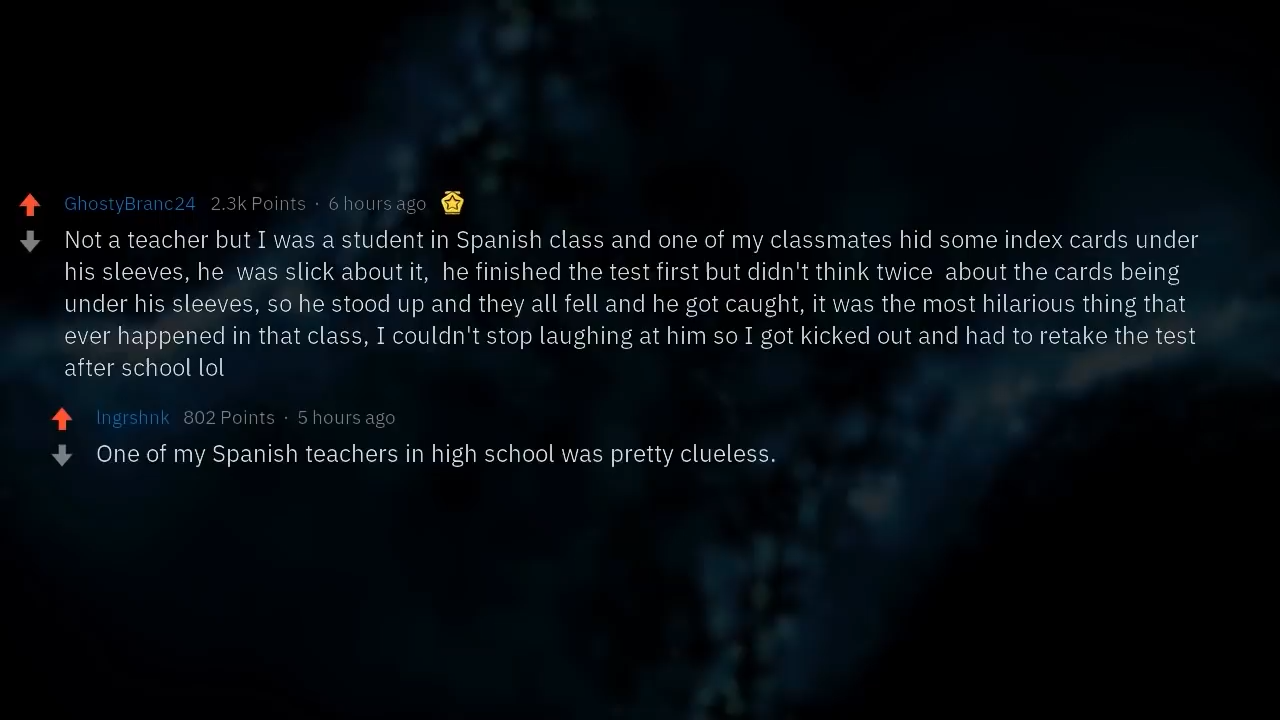 GhostyBranc24 2.3k Points · 6 hours ago
Not a teacher but I was a student in Spanish class and one of my classmates hid some index cards under
his sleeves, he  was slick about it,  he finished the test first but didn't think twice  about the cards being
under his sleeves, so he stood up and they all fell and he got caught, it was the most hilarious thing that
ever happened in that class, I couldn't stop laughing at him so I got kicked out and had to retake the test
after school lol
lngrshnk 802 Points · 5 hours ago
One of my Spanish teachers in high school was pretty clueless.